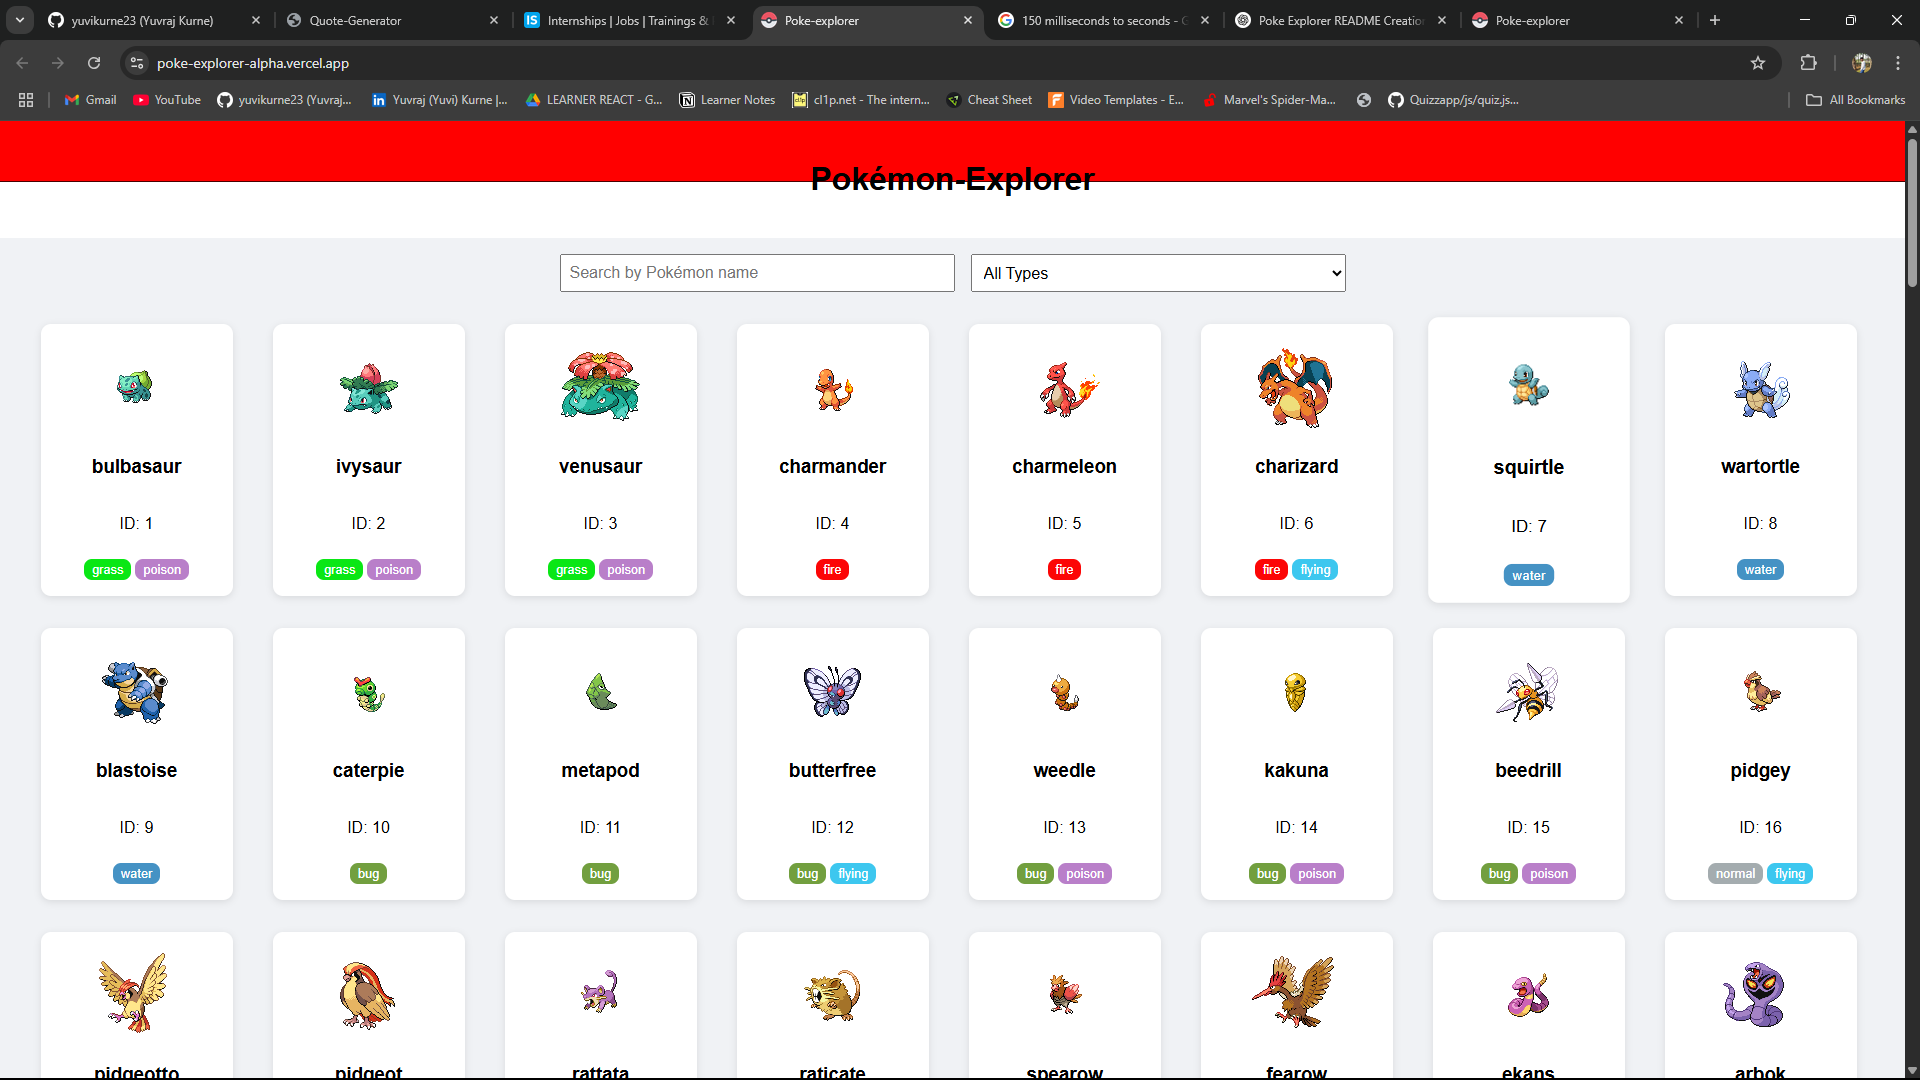 yuvikurne23 (Yuvraj Kurne)
Quote-Generator
IS Internships | Jobs | Trainings &
Poke-explorer
150 milliseconds to seconds - G
Poke Explorer README Creation
Poke-explorer
poke-explorer-alpha.vercel.app
Gmail
YouTube
yuvikurne23 (Yuvraj...
Yuvraj (Yuvi) Kurne |...
LEARNER REACT - G...
Learner Notes
cl1p.net - The intern...
Cheat Sheet
Video Templates - E...
Marvel's Spider-Ma...
Quizzapp/js/quiz.js...
All Bookmarks
Pokémon-Explorer
Search by Pokémon name
All Types
bulbasaur
ID: 1
grass poison
ivysaur
ID: 2
grass poison
venusaur
ID: 3
grass poison
charmander
ID: 4
fire
charmeleon
ID: 5
fire
charizard
ID: 6
fire flying
squirtle
ID: 7
water
wartortle
ID: 8
water
blastoise
ID: 9
water
caterpie
ID: 10
bug
metapod
ID: 11
bug
butterfree
ID: 12
bug flying
weedle
ID: 13
bug poison
kakuna
ID: 14
bug poison
beedrill
ID: 15
bug poison
pidgey
ID: 16
normal flying
pidgeotto
pidgeot
rattata
raticate
spearow
fearow
ekans
arbok